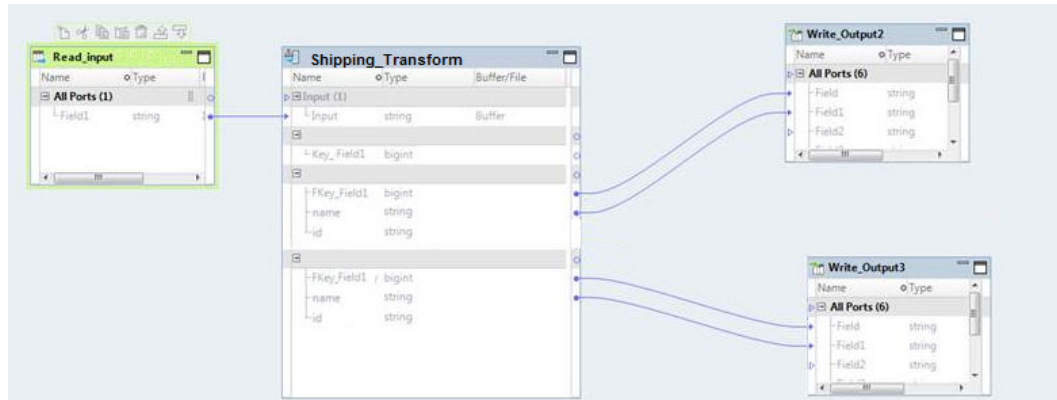 Read_input
Name Type
All Ports (1)
Field1 string
Shipping_Transform
Name Type Buffer/File
Input (1)
Input string Buffer
Key_ Field1 bigint
FKey_Field1 bigint
name string
id string
FKey_Field1 bigint
name string
id string
Write_Output2
Name Type
All Ports (6)
Field string
Field1 string
Field2 string
Write_Output3
Name Type
All Ports (6)
Field string
Field1 string
Field2 string